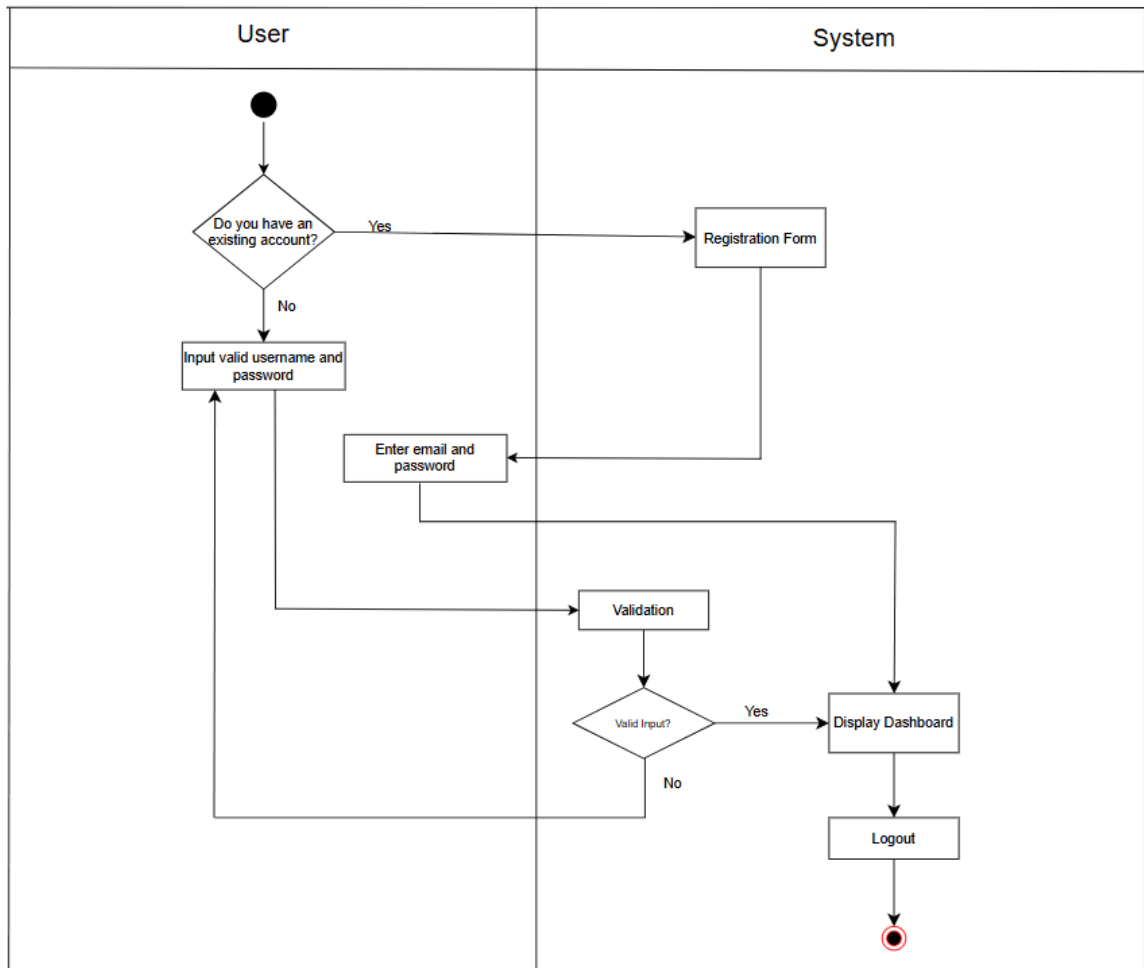 User
System
Do you have an
existing account?
Yes
Registration Form
No
Input valid username and
password
Enter email and
password
Validation
Valid Input?
Yes
Display Dashboard
No
Logout